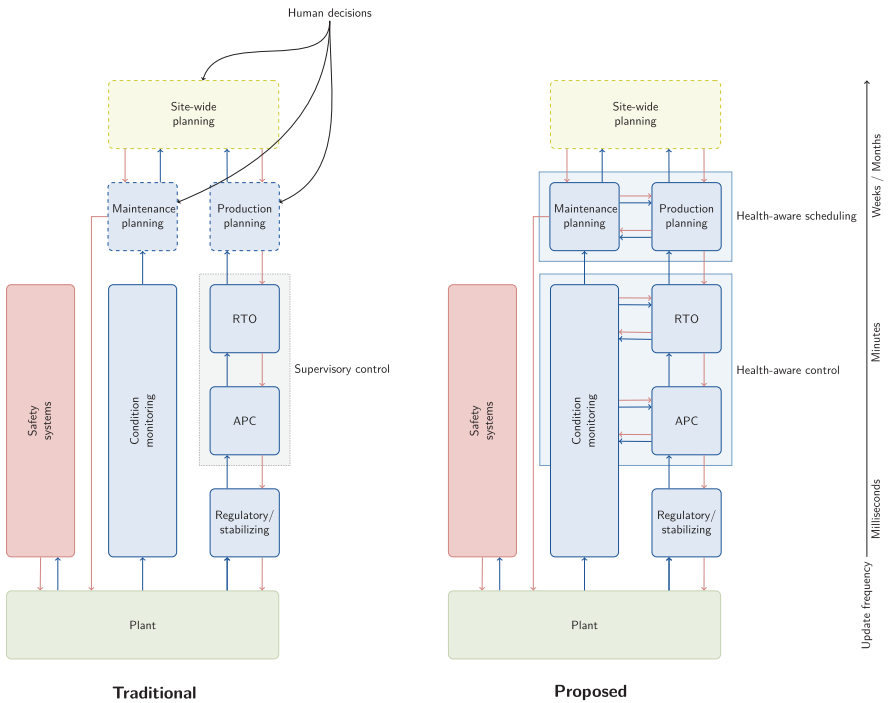 Human decisions
Site-wide
planning
Maintenance
planning
Production
planning
RTO
Supervisory control
APC
Safety
systems
Condition
monitoring
Regulatory/
stabilizing
Plant
Traditional
Site-wide
planning
Maintenance
planning
Production
planning
Health-aware scheduling
RTO
Health-aware control
APC
Safety
systems
Condition
monitoring
Regulatory/
stabilizing
Plant
Proposed
Weeks / Months
Minutes
Milliseconds
Update frequency